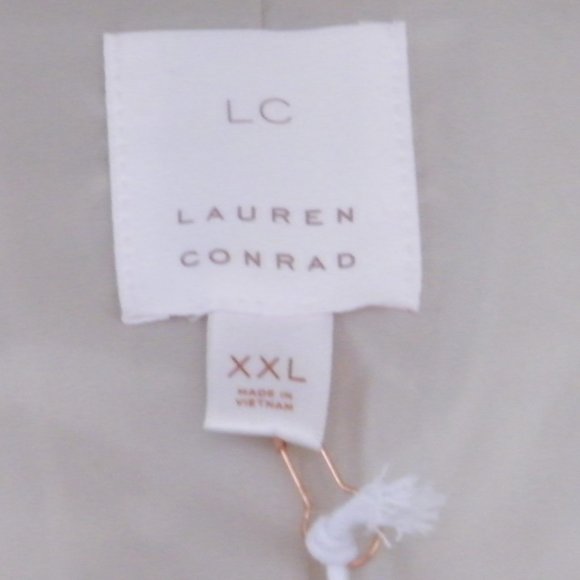 LC
LAUREN
CONRAD
XXL
MADE IN
VIETNAM